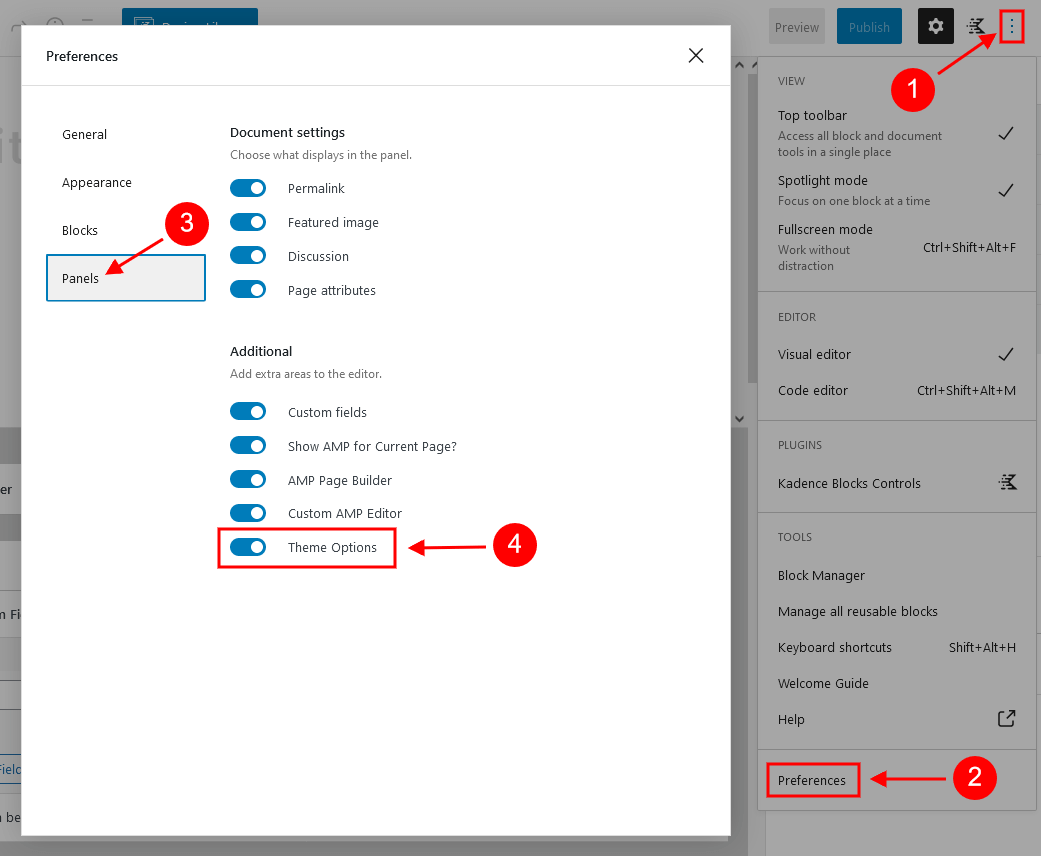 Preview
Publish
1
Preferences
General
Appearance
Blocks
3
Panels
Document settings
Choose what displays in the panel.
Permalink
Featured image
Discussion
Page attributes
Additional
Add extra areas to the editor.
Custom fields
Show AMP for Current Page?
AMP Page Builder
Custom AMP Editor
Theme Options
4
VIEW
Top toolbar
Access all block and document
tools in a single place
Spotlight mode
Focus on one block at a time
Fullscreen mode
Ctrl+Shift+Alt+F
Work without
distraction
EDITOR
Visual editor
Code editor
Ctrl+Shift+Alt+M
PLUGINS
Kadence Blocks Controls
TOOLS
Block Manager
Manage all reusable blocks
Keyboard shortcuts
Shift+Alt+H
Welcome Guide
Help
Preferences
2